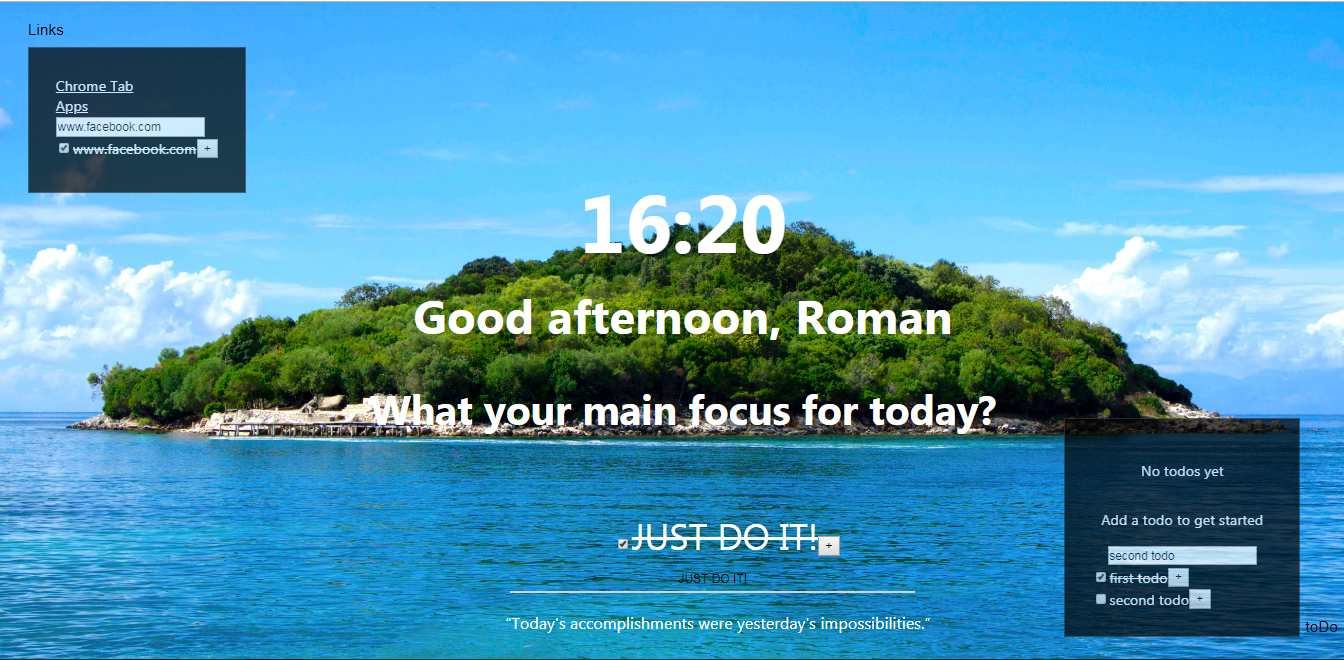 Links
Chrome Tab
Apps
www.facebook.com
www.facebook.com +
16:20
Good afternoon, Roman
What your main focus for today?
No todos yet
Add a todo to get started
JUST DO IT! +
second todo
JUST DO IT!
first todo +
second todo +
“Today's accomplishments were yesterday's impossibilities.”
toDo